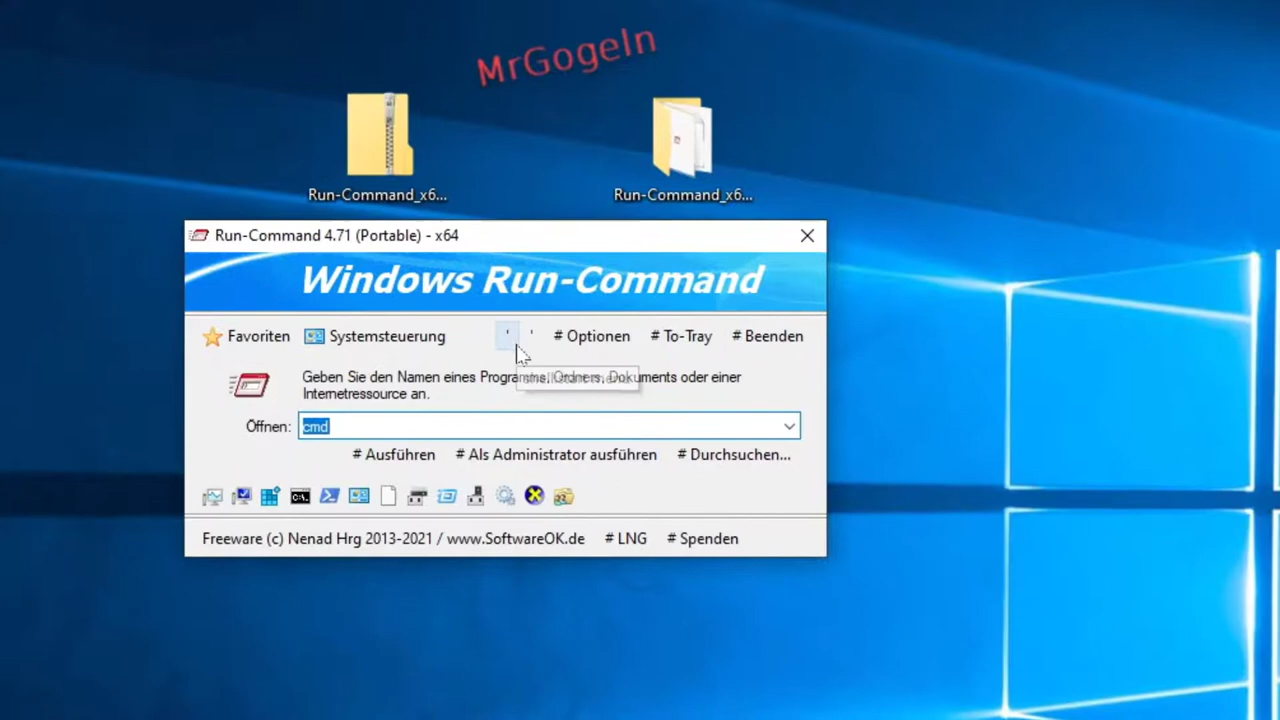 MrGogeln
Run-Command_x6...
Run-Command_x6...
Run-Command 4.71 (Portable) - x64
Windows Run-Command
Favoriten Systemsteuerung ' ' # Optionen # To-Tray # Beenden
Geben Sie den Namen eines Programms, Ordners, Dokuments oder einer
Internetressource an.
Öffnen: cmd
# Ausführen # Als Administrator ausführen # Durchsuchen...
C:\.
Freeware (c) Nenad Hrg 2013-2021 / www.SoftwareOK.de # LNG # Spenden